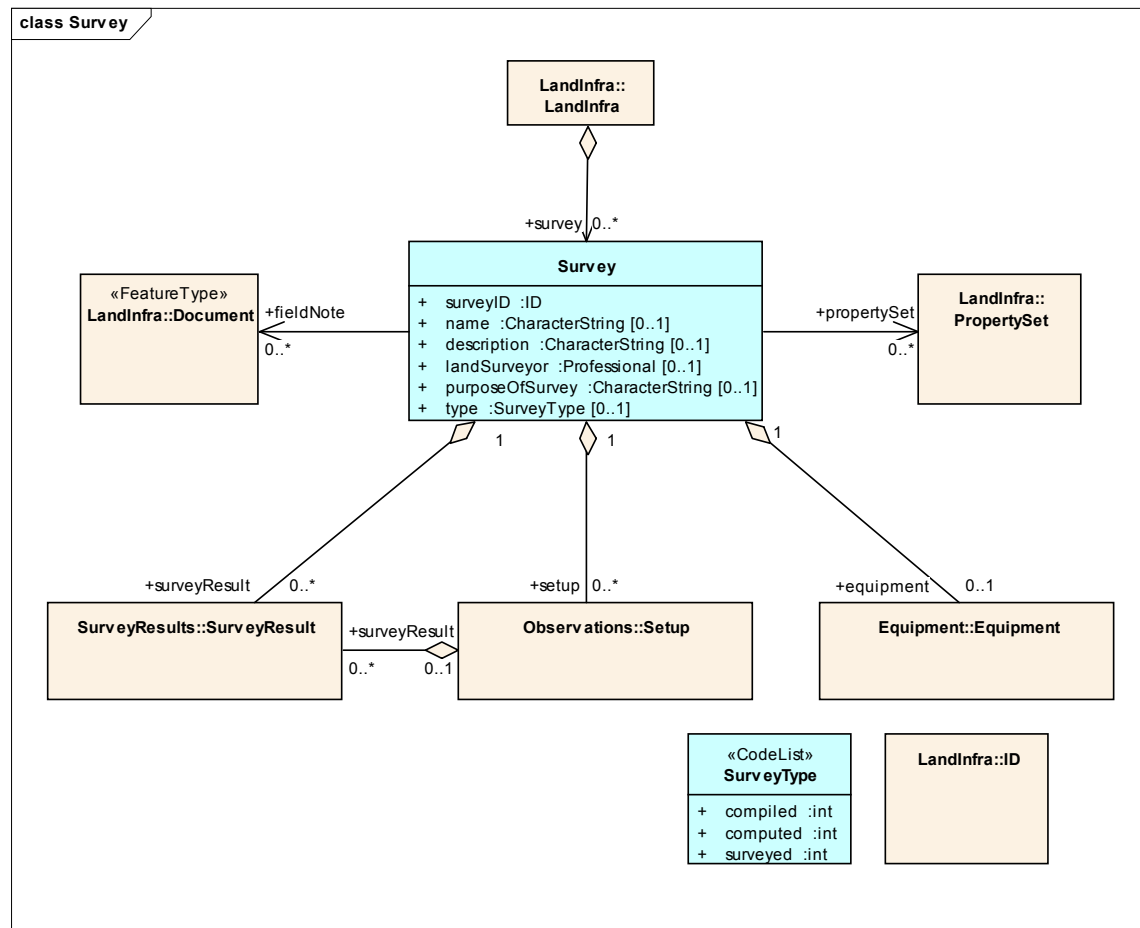 class Survey
LandInfra::
LandInfra
+survey 0..*
Survey
+ surveyID :ID
+ name :CharacterString [0..1]
+ description :CharacterString [0..1]
+ landSurveyor :Professional [0..1]
+ purposeOfSurvey :CharacterString [0..1]
+ type :SurveyType [0..1]
«FeatureType»
LandInfra::Document
+fieldNote
0..*
+propertySet
0..*
LandInfra::
PropertySet
1
1
1
+surveyResult 0..*
+setup 0..*
+equipment 0..1
SurveyResults::SurveyResult
+surveyResult
0..* 0..1
Observations::Setup
Equipment::Equipment
«CodeList»
SurveyType
+ compiled :int
+ computed :int
+ surveyed :int
LandInfra::ID